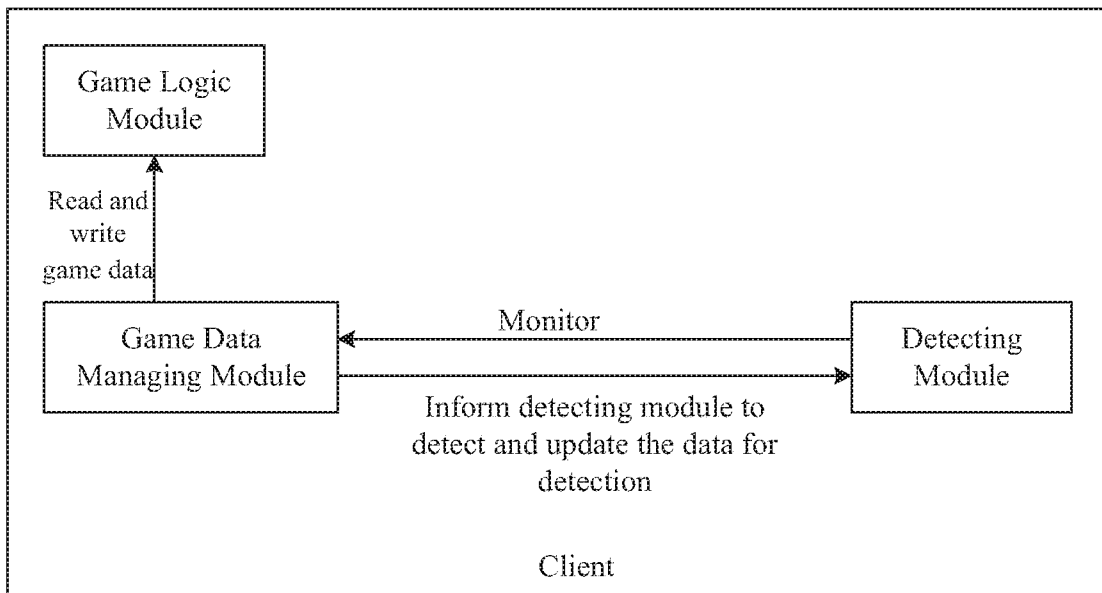 Game Logic
Module
Read and
write
game data
Game Data
Managing Module
Monitor
Detecting
Module
Inform detecting module to
detect and update the data for
detection
Client